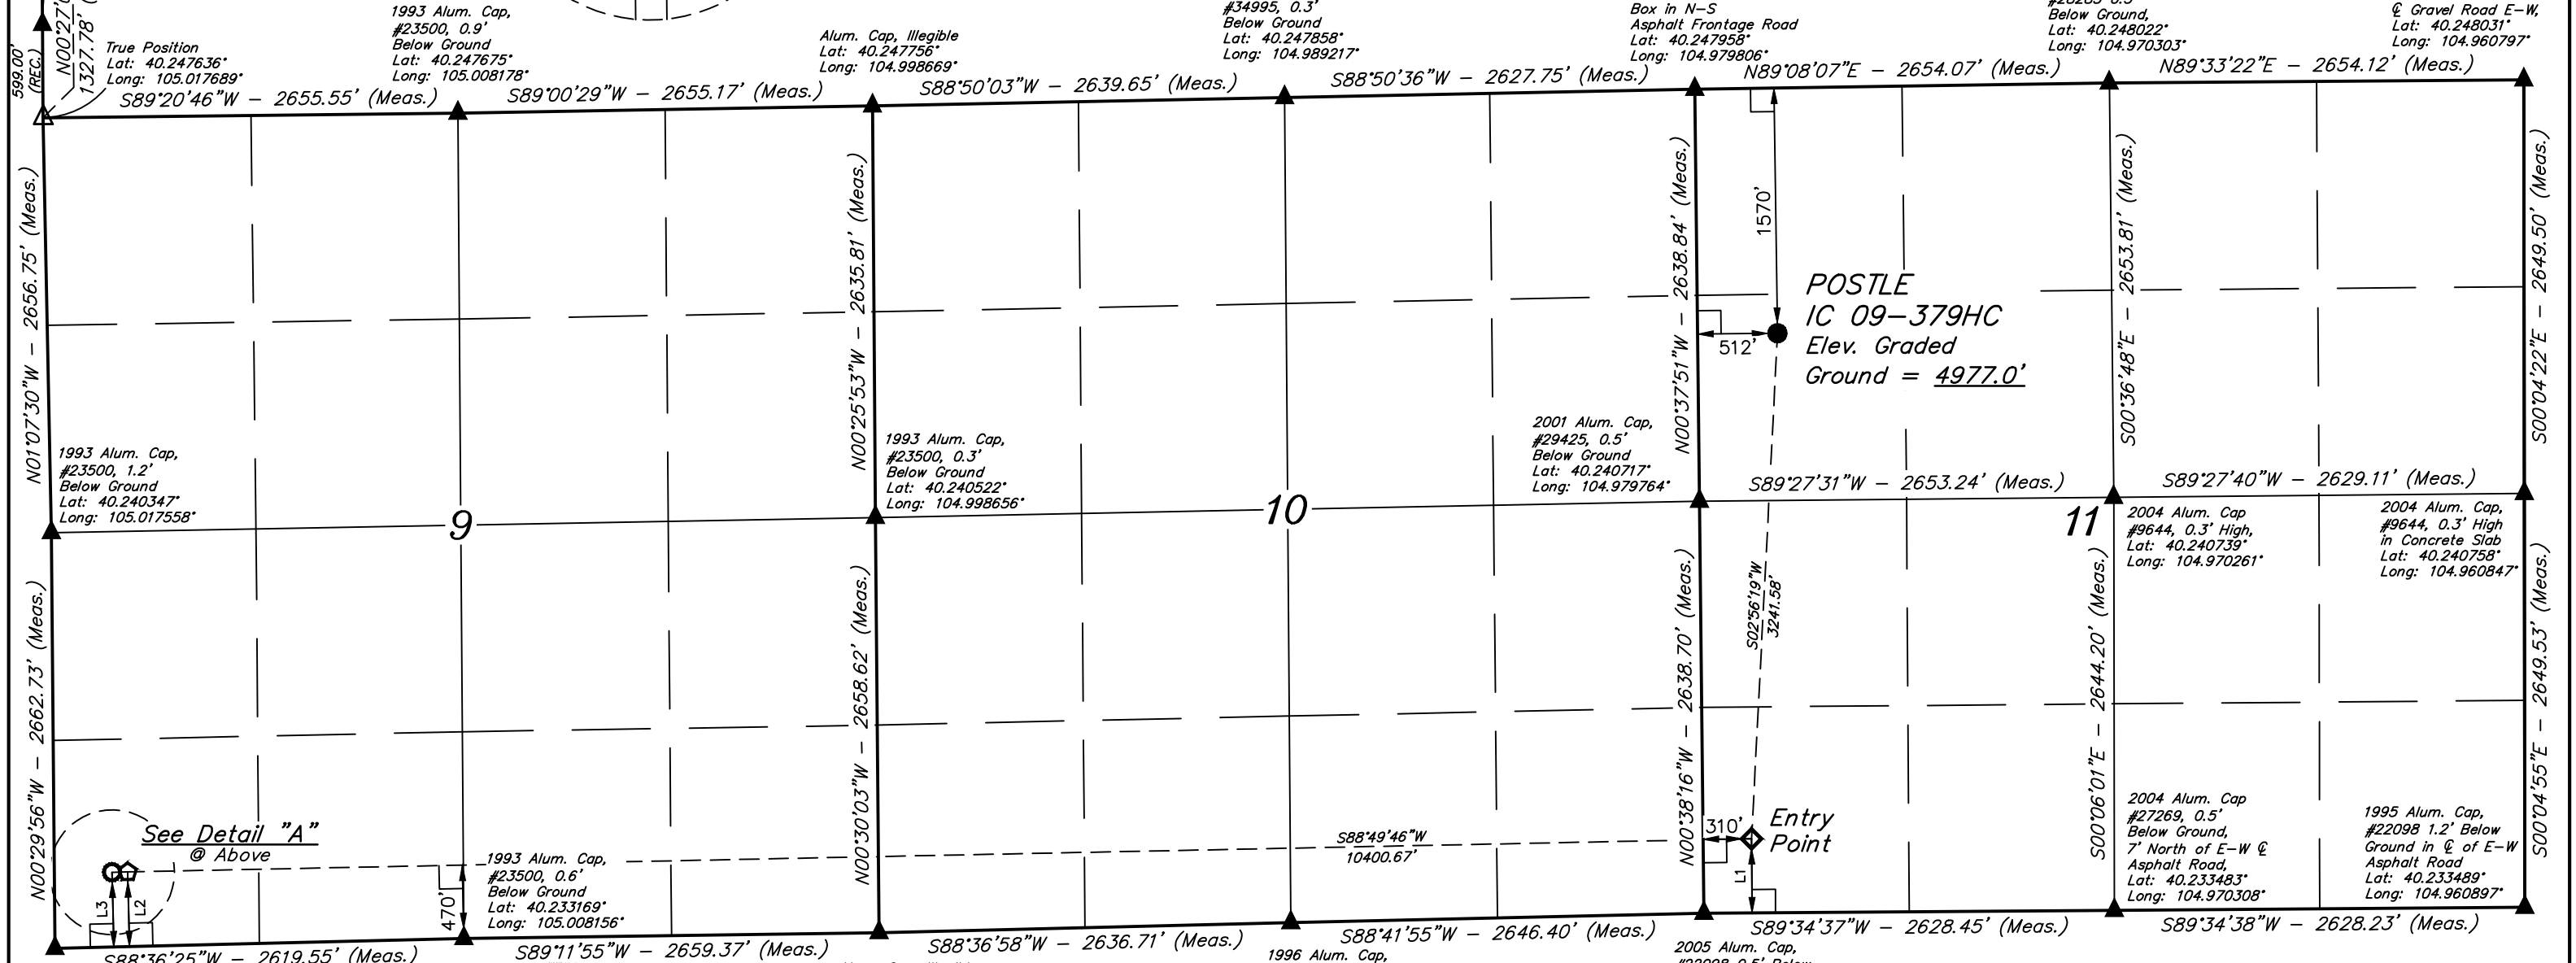 599.00'
(REC.)
N00°27'
1327.78'
True Position
Lat: 40.247636°
Long: 105.017689°
1993 Alum. Cap,
#23500, 0.9'
Below Ground
Lat: 40.247675°
Long: 105.008178°
Alum. Cap, Illegible
Lat: 40.247756°
Long: 104.998669°
#34995, 0.3'
Below Ground
Lat: 40.247858°
Long: 104.989217°
Box in N-S
Asphalt Frontage Road
Lat: 40.247958°
Long: 104.979806°
Below Ground,
Lat: 40.248022°
Long: 104.970303°
℄ Gravel Road E-W,
Lat: 40.248031°
Long: 104.960797°
S89°20'46"W - 2655.55' (Meas.)
S89°00'29"W - 2655.17' (Meas.)
S88°50'03"W - 2639.65' (Meas.)
S88°50'36"W - 2627.75' (Meas.)
N89°08'07"E - 2654.07' (Meas.)
N89°33'22"E - 2654.12' (Meas.)
N01°07'30"W - 2656.75' (Meas.)
N00°25'53"W - 2635.81' (Meas.)
N00°37'51"W - 2638.84' (Meas.)
S00°36'48"E - 2653.81' (Meas.)
S00°04'22"E - 2649.50' (Meas.)
1570'
512'
POSTLE
IC 09-379HC
Elev. Graded
Ground = 4977.0'
1993 Alum. Cap,
#23500, 1.2'
Below Ground
Lat: 40.240347°
Long: 105.017558°
1993 Alum. Cap,
#23500, 0.3'
Below Ground
Lat: 40.240522°
Long: 104.998656°
2001 Alum. Cap,
#29425, 0.5'
Below Ground
Lat: 40.240717°
Long: 104.979764°
S89°27'31"W - 2653.24' (Meas.)
S89°27'40"W - 2629.11' (Meas.)
9
10
11
2004 Alum. Cap
#9644, 0.3' High,
Lat: 40.240739°
Long: 104.970261°
2004 Alum. Cap,
#9644, 0.3' High
in Concrete Slab
Lat: 40.240758°
Long: 104.960847°
N00°29'56"W - 2662.73' (Meas.)
N00°30'03"W - 2658.62' (Meas.)
N00°38'16"W - 2638.70' (Meas.)
S02°56'19"W
3241.58'
S00°06'01"E - 2644.20' (Meas.)
S00°04'55"E - 2649.53' (Meas.)
See Detail "A"
@ Above
L3
L2
470'
1993 Alum. Cap,
#23500, 0.6'
Below Ground
Lat: 40.233169°
Long: 105.008156°
S88°49'46"W
10400.67'
310'
Entry
Point
L1
2004 Alum. Cap
#27269, 0.5'
Below Ground,
7' North of E-W ℄
Asphalt Road,
Lat: 40.233483°
Long: 104.970308°
1995 Alum. Cap,
#22098 1.2' Below
Ground in ℄ of E-W
Asphalt Road
Lat: 40.233489°
Long: 104.960897°
S88°36'25"W - 2619.55' (Meas.)
S89°11'55"W - 2659.37' (Meas.)
S88°36'58"W - 2636.71' (Meas.)
S88°41'55"W - 2646.40' (Meas.)
S89°34'37"W - 2628.45' (Meas.)
S89°34'38"W - 2628.23' (Meas.)
1996 Alum. Cap,
2005 Alum. Cap,